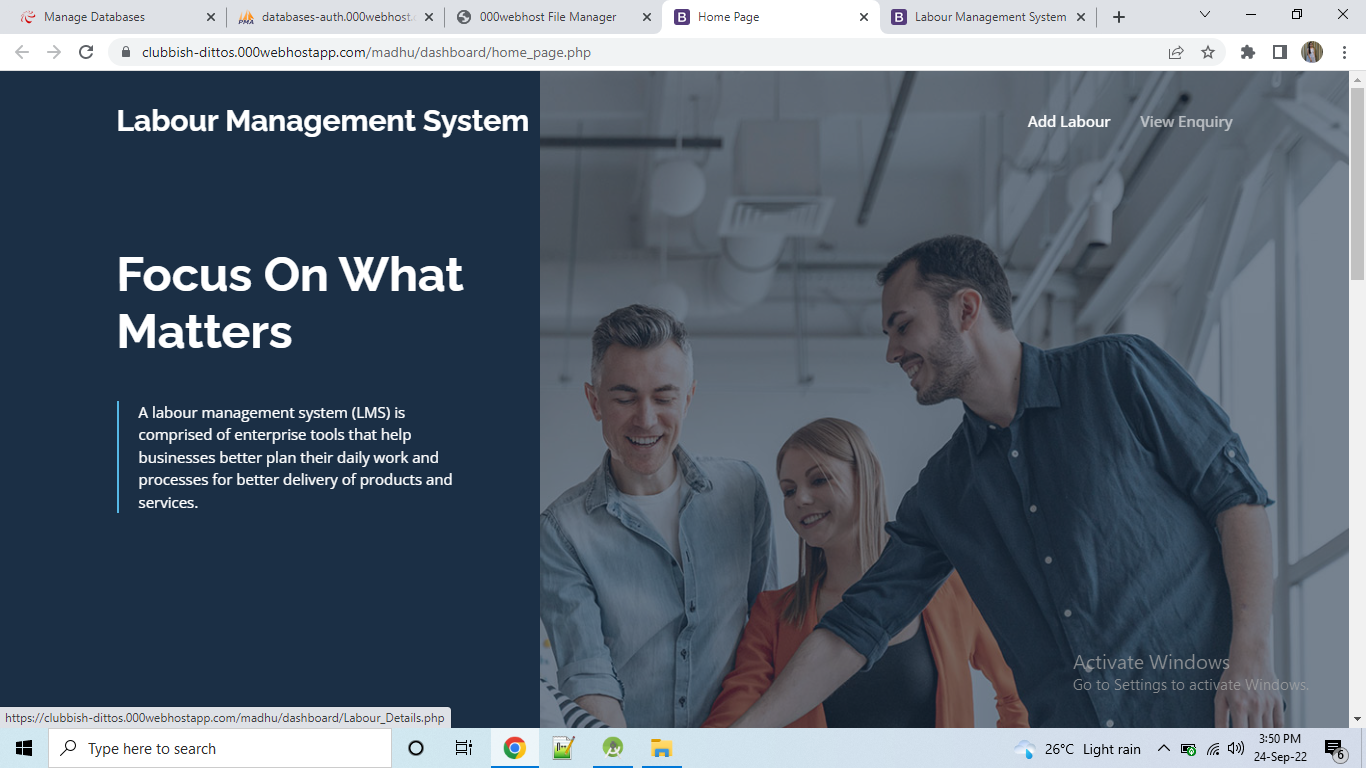 Manage Databases
databases-auth.000webhost.
000webhost File Manager
Home Page
Labour Management System
clubbish-dittos.000webhostapp.com/madhu/dashboard/home_page.php
Labour Management System
Add Labour
View Enquiry
Focus On What
Matters
A labour management system (LMS) is
comprised of enterprise tools that help
businesses better plan their daily work and
processes for better delivery of products and
services.
Activate Windows
Go to Settings to activate Windows.
https://clubbish-dittos.000webhostapp.com/madhu/dashboard/Labour_Details.php
Type here to search
26°C Light rain
3:50 PM
24-Sep-22
6